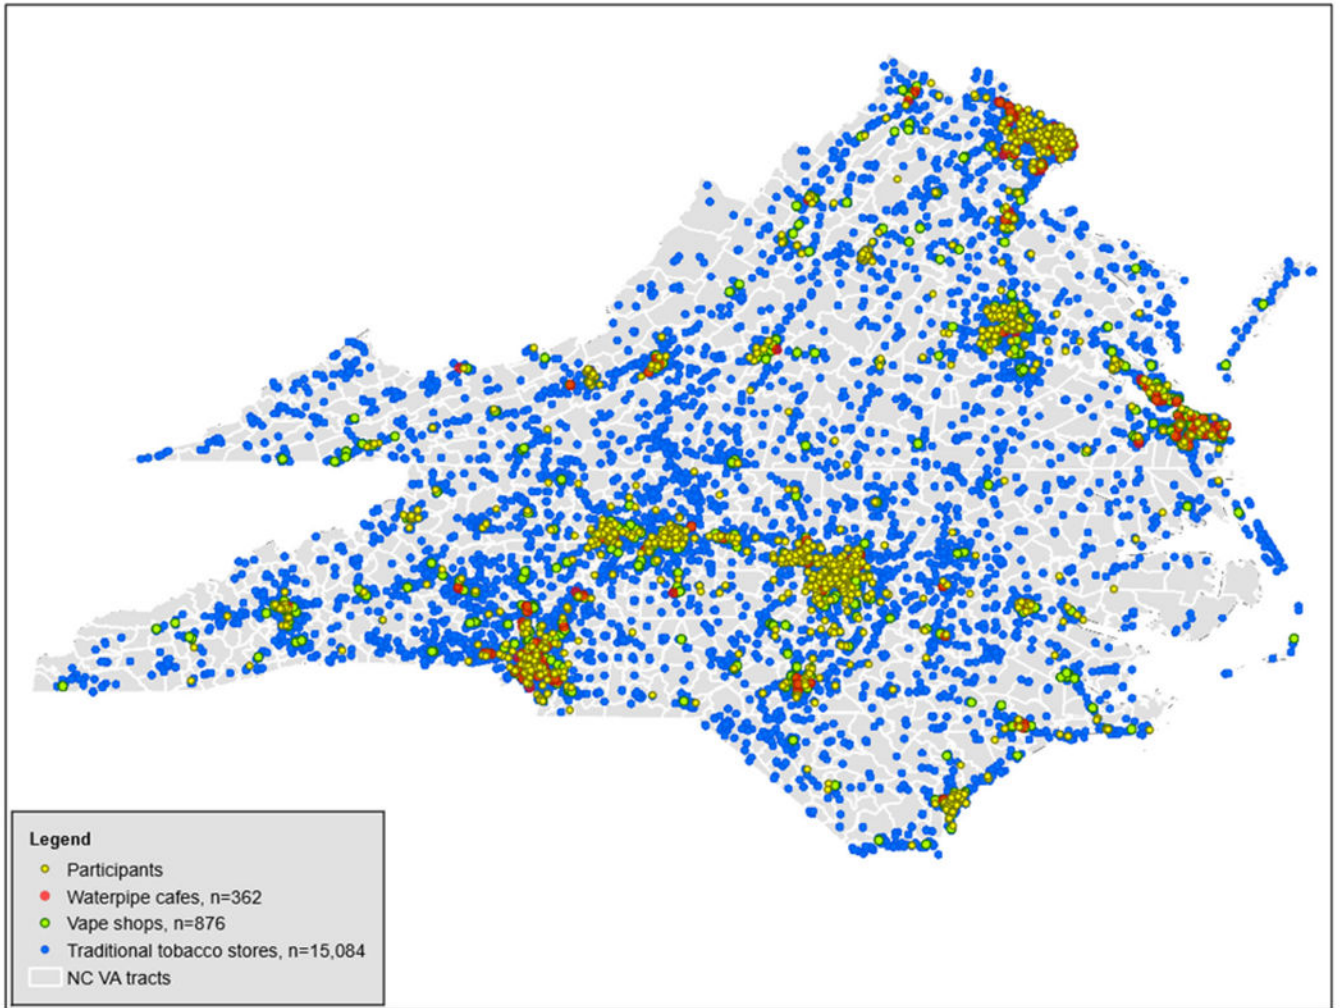 Legend
Participants
Waterpipe cafes, n=362
Vape shops, n=876
Traditional tobacco stores, n=15,084
NC VA tracts